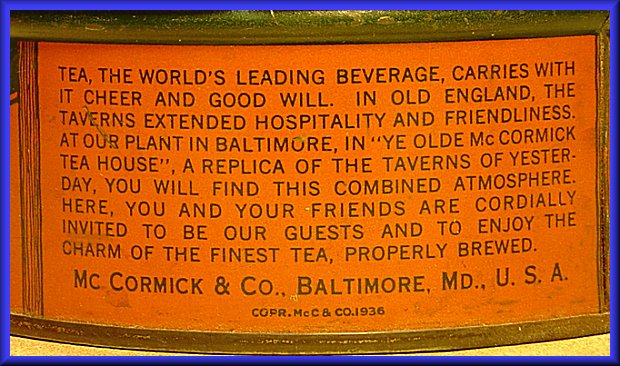 TEA, THE WORLD'S LEADING BEVERAGE, CARRIES WITH
IT CHEER AND GOOD WILL. IN OLD ENGLAND, THE
TAVERNS EXTENDED HOSPITALITY AND FRIENDLINESS.
AT OUR PLANT IN BALTIMORE, IN "YE OLDE MC CORMICK
TEA HOUSE", A REPLICA OF THE TAVERNS OF YESTER-
DAY, YOU WILL FIND THIS COMBINED ATMOSPHERE.
HERE, YOU AND YOUR FRIENDS ARE CORDIALLY
INVITED TO BE OUR GUESTS AND TO ENJOY THE
CHARM OF THE FINEST TEA, PROPERLY BREWED.
MC CORMICK & CO., BALTIMORE, MD., U. S. A.
COPR. McC & CO. 1936